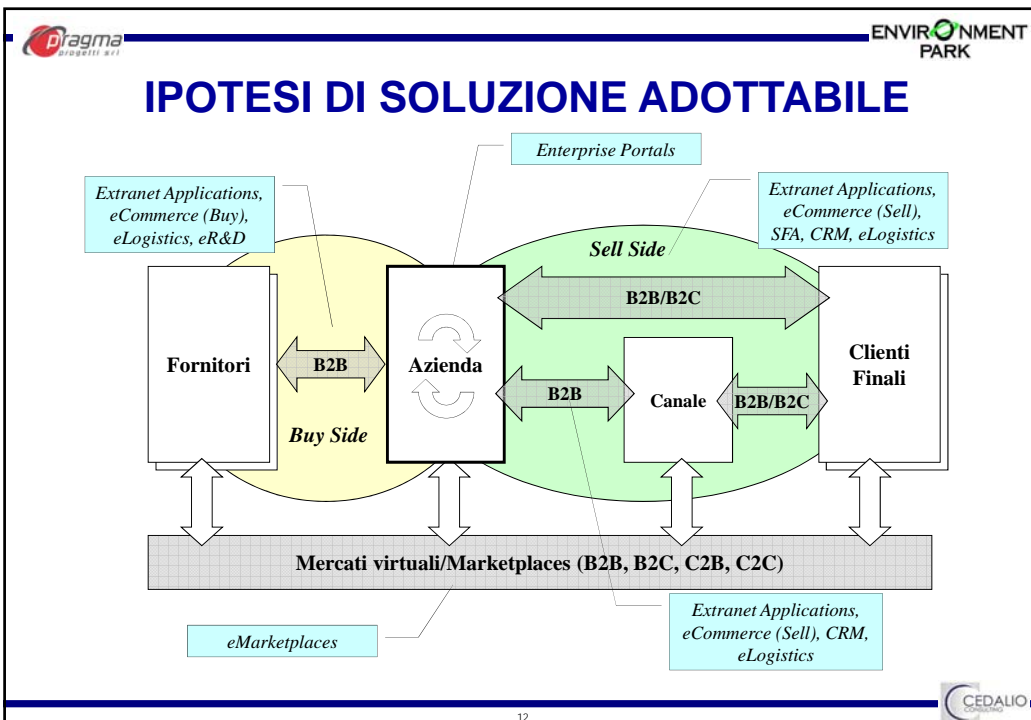 pragma
progetti srl
ENVIRONMENT
PARK
IPOTESI DI SOLUZIONE ADOTTABILE
Enterprise Portals
Extranet Applications,
eCommerce (Buy),
eLogistics, eR&D
Extranet Applications,
eCommerce (Sell),
SFA, CRM, eLogistics
Sell Side
B2B/B2C
Fornitori
B2B
Azienda
B2B
Canale
B2B/B2C
Clienti
Finali
Buy Side
Mercati virtuali/Marketplaces (B2B, B2C, C2B, C2C)
eMarketplaces
Extranet Applications,
eCommerce (Sell), CRM,
eLogistics
12
CEDALIO
CONSULTING